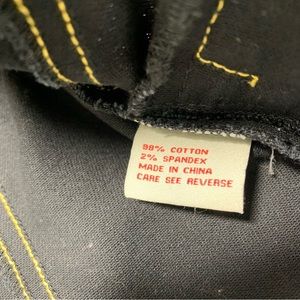 98% COTTON
2% SPANDEX
MADE IN CHINA
CARE SEE REVERSE